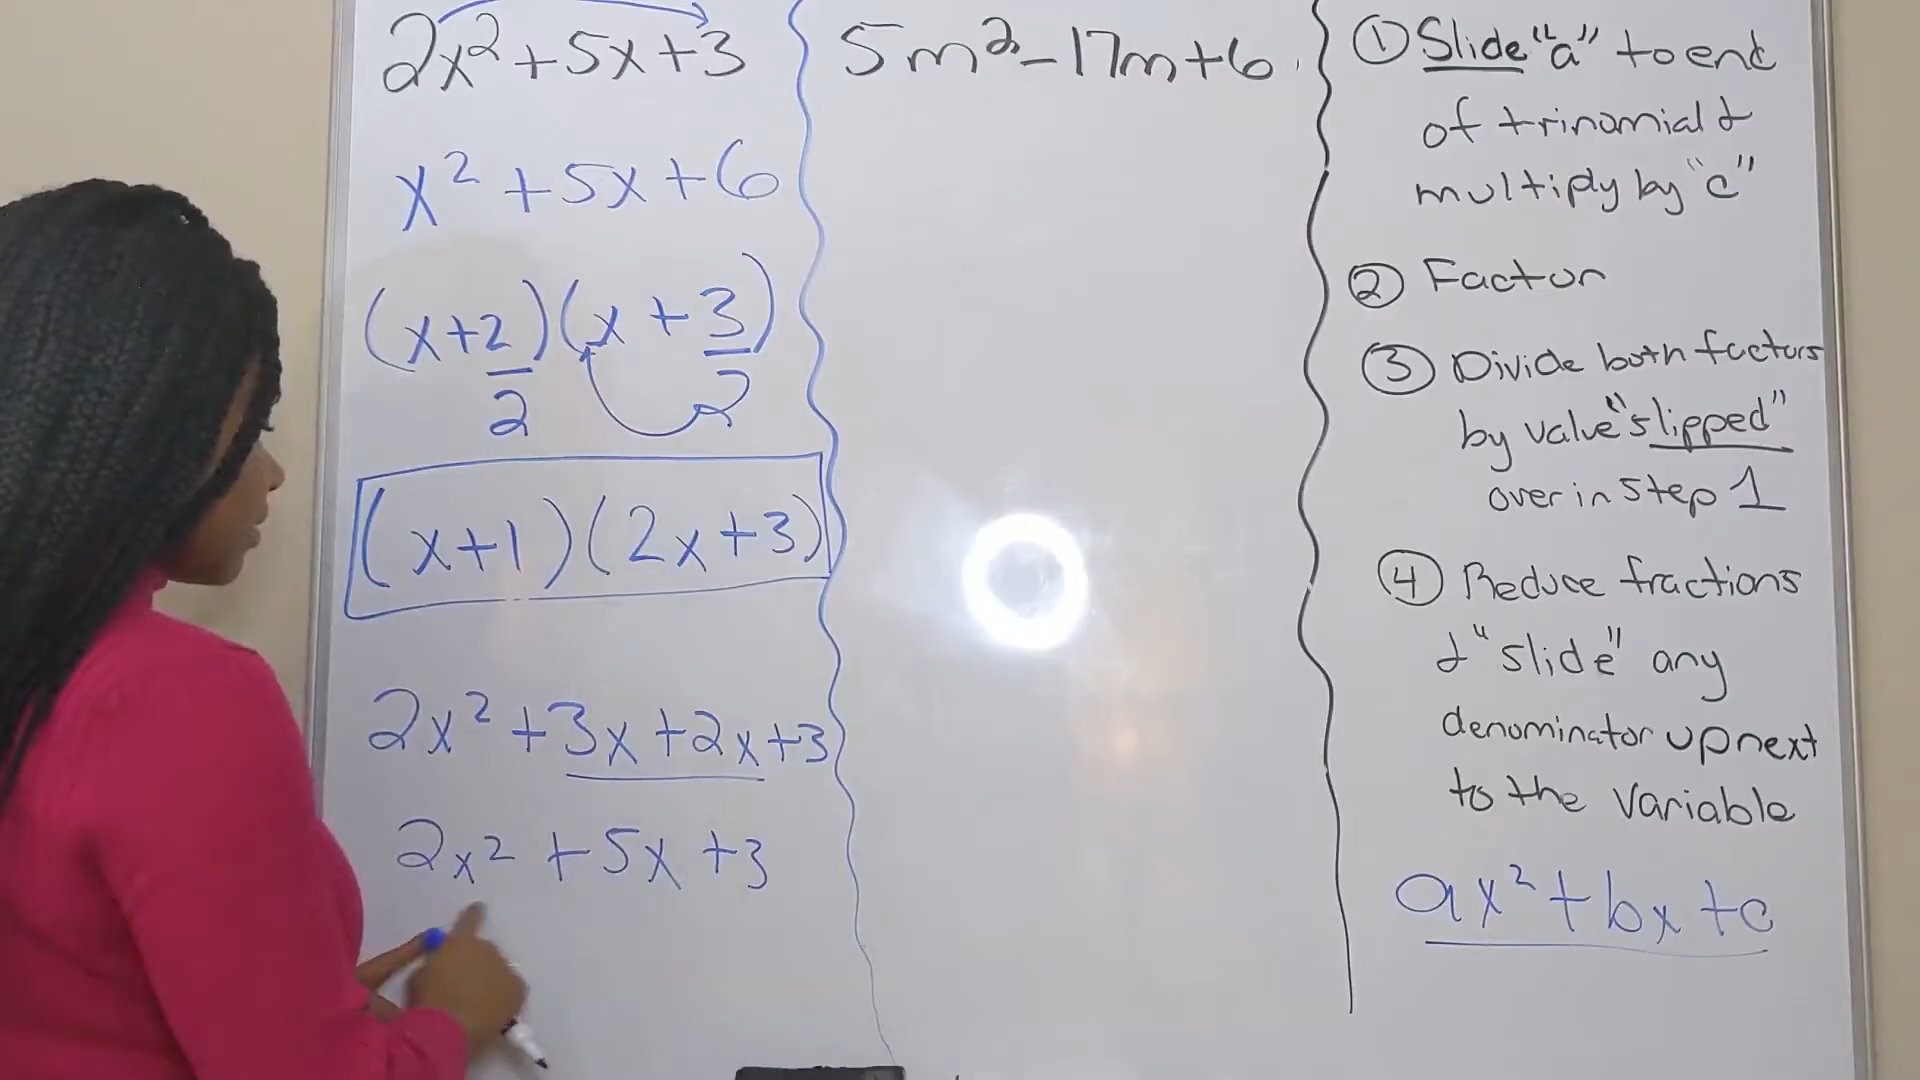 2x² + 5x + 3
x² + 5x + 6
(x + 2/2)(x + 3/2)
(x + 1)(2x + 3)
2x² + 3x + 2x + 3
2x² + 5x + 3
5m² - 17m + 6
① Slide "a" to end
of trinomial &
multiply by "c"
② Factor
③ Divide both factors
by value "slipped"
over in step 1
④ Reduce fractions
& "slide" any
denominator up next
to the variable
ax² + bx + c